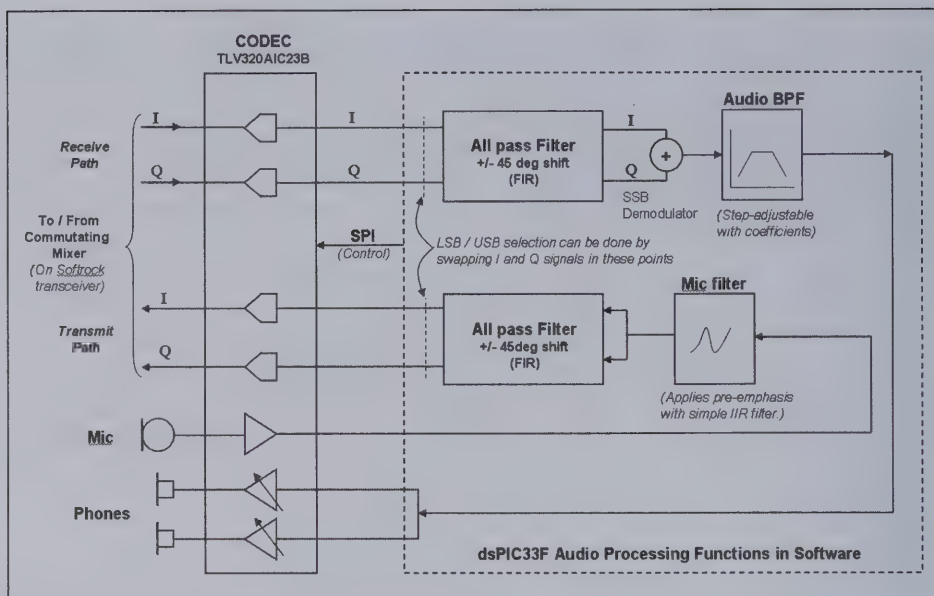 CODEC
TLV320AIC23B
Receive
Path
I
Q
I
Q
All pass Filter
+/- 45 deg shift
(FIR)
I
Q
+
SSB
Demodulator
Audio BPF
(Step-adjustable
with coefficients)
To / From
Commutating
Mixer
(On Softrock
transceiver)
SPI
(Control)
LSB / USB selection can be done by
swapping I and Q signals in these points
Transmit
Path
I
Q
All pass Filter
+/- 45deg shift
(FIR)
Mic filter
(Applies pre-emphasis
with simple IIR filter.)
Mic
Phones
dsPIC33F Audio Processing Functions in Software